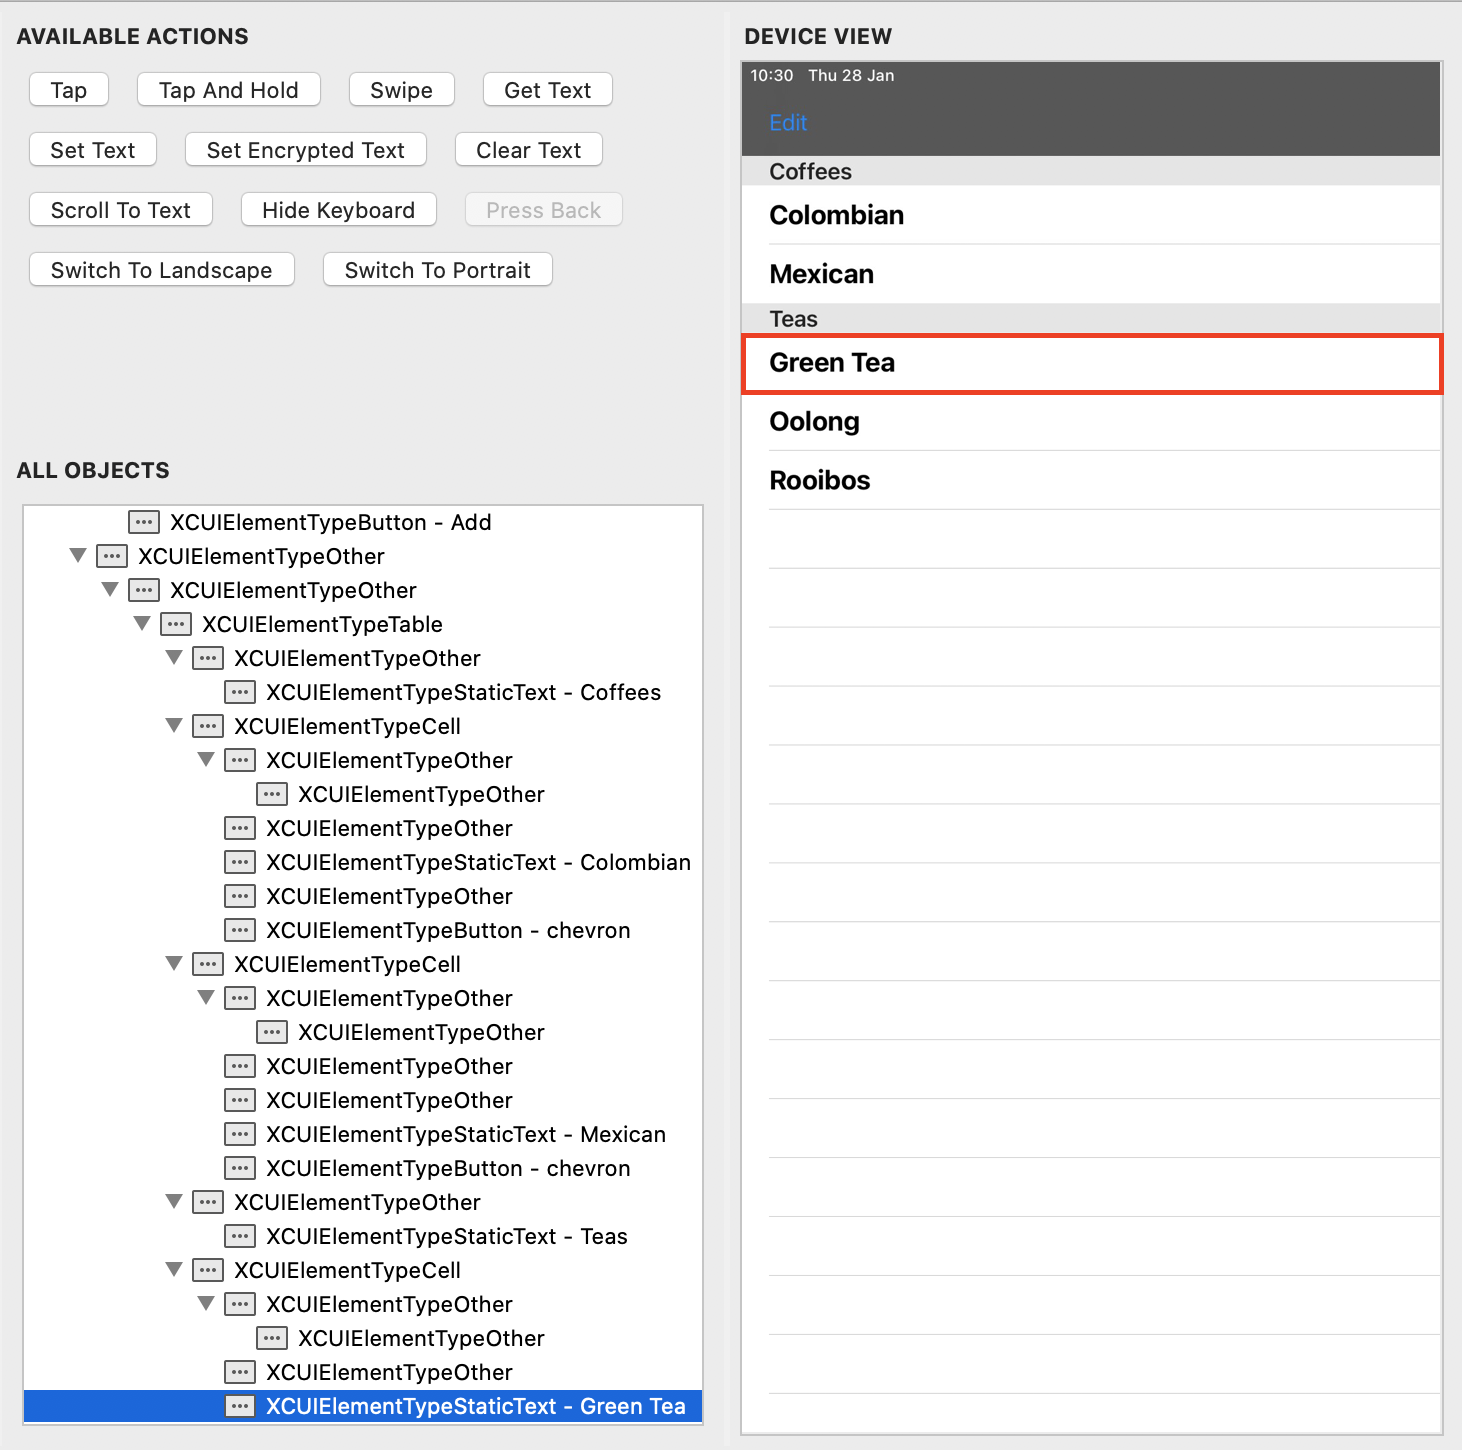 AVAILABLE ACTIONS
Tap
Tap And Hold
Swipe
Get Text
Set Text
Set Encrypted Text
Clear Text
Scroll To Text
Hide Keyboard
Press Back
Switch To Landscape
Switch To Portrait
ALL OBJECTS
XCUIElementTypeButton - Add
XCUIElementTypeOther
XCUIElementTypeOther
XCUIElementTypeTable
XCUIElementTypeOther
XCUIElementTypeStaticText - Coffees
XCUIElementTypeCell
XCUIElementTypeOther
XCUIElementTypeOther
XCUIElementTypeOther
XCUIElementTypeStaticText - Colombian
XCUIElementTypeOther
XCUIElementTypeButton - chevron
XCUIElementTypeCell
XCUIElementTypeOther
XCUIElementTypeOther
XCUIElementTypeOther
XCUIElementTypeOther
XCUIElementTypeStaticText - Mexican
XCUIElementTypeButton - chevron
XCUIElementTypeOther
XCUIElementTypeStaticText - Teas
XCUIElementTypeCell
XCUIElementTypeOther
XCUIElementTypeOther
XCUIElementTypeOther
XCUIElementTypeStaticText - Green Tea
DEVICE VIEW
10:30 Thu 28 Jan
Edit
Coffees
Colombian
Mexican
Teas
Green Tea
Oolong
Rooibos